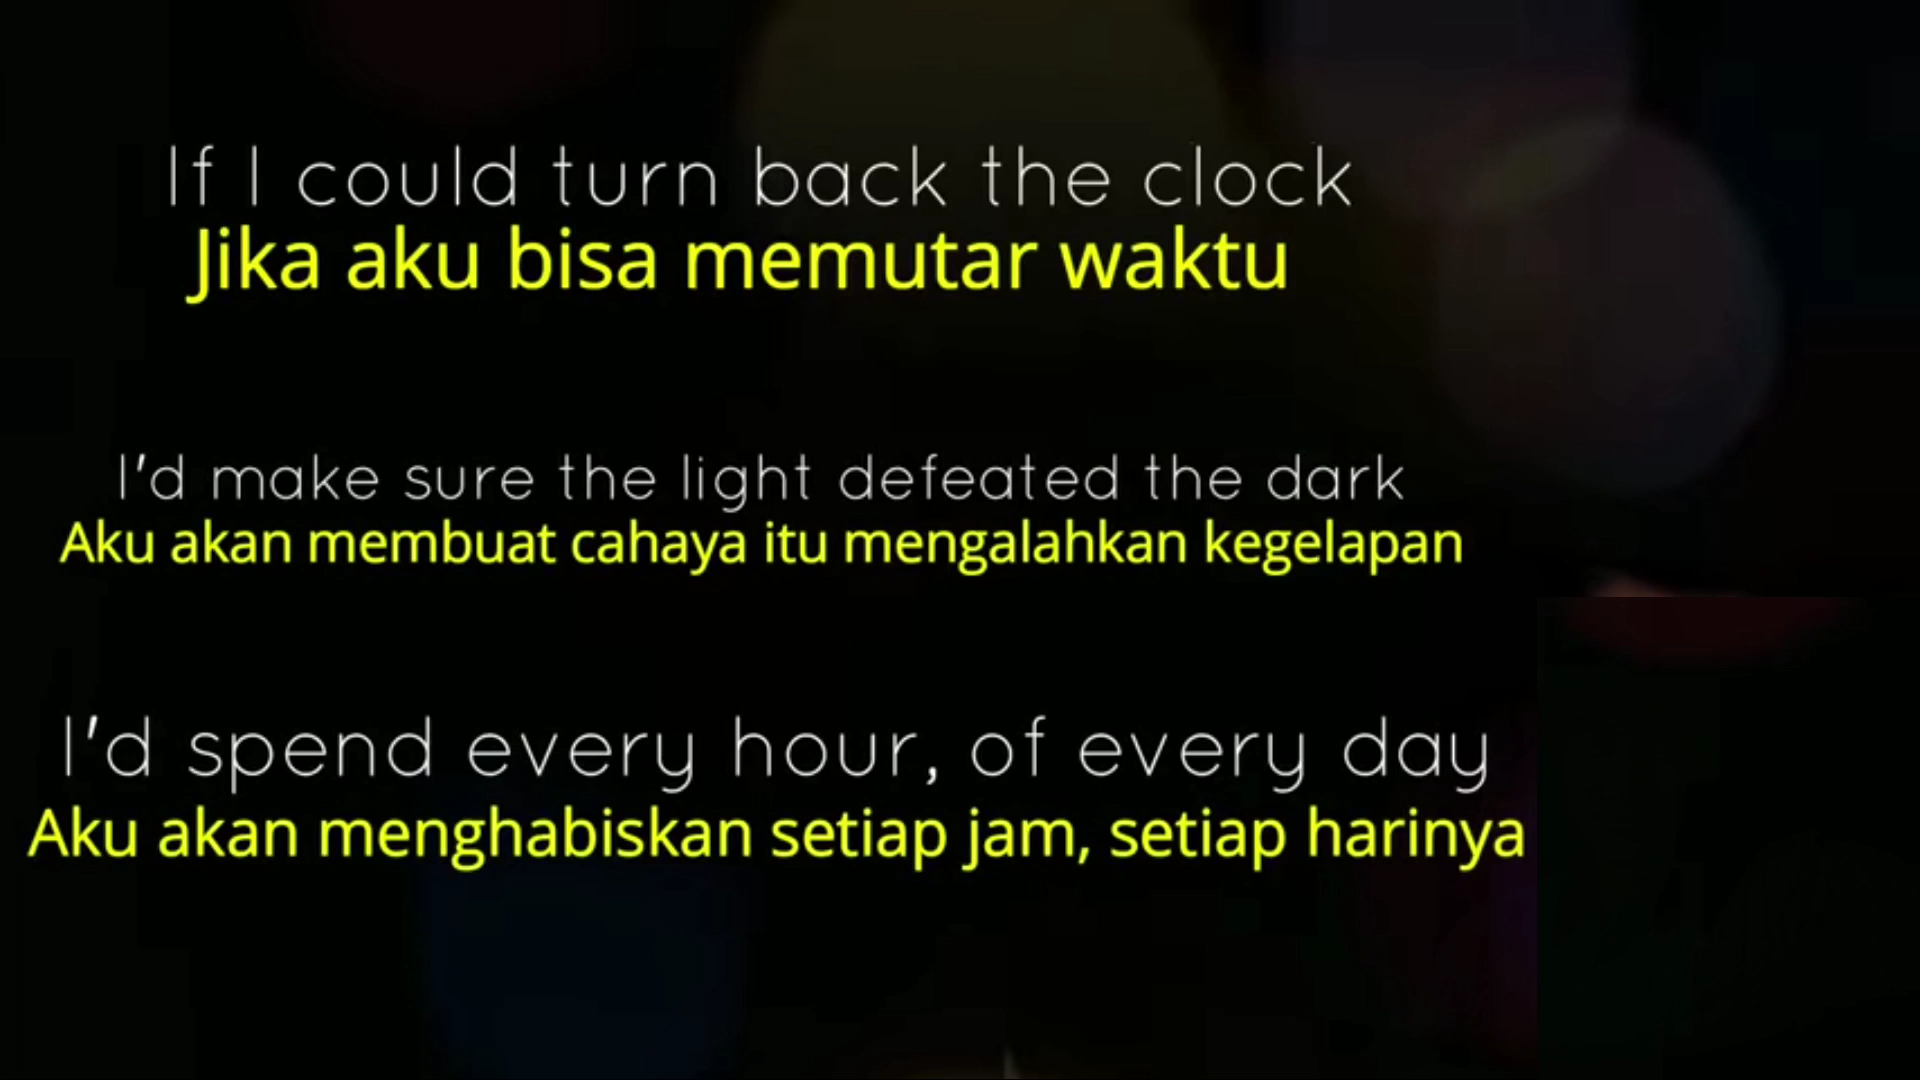 If I could turn back the clock
Jika aku bisa memutar waktu
I'd make sure the light defeated the dark
Aku akan membuat cahaya itu mengalahkan kegelapan
I'd spend every hour, of every day
Aku akan menghabiskan setiap jam, setiap harinya